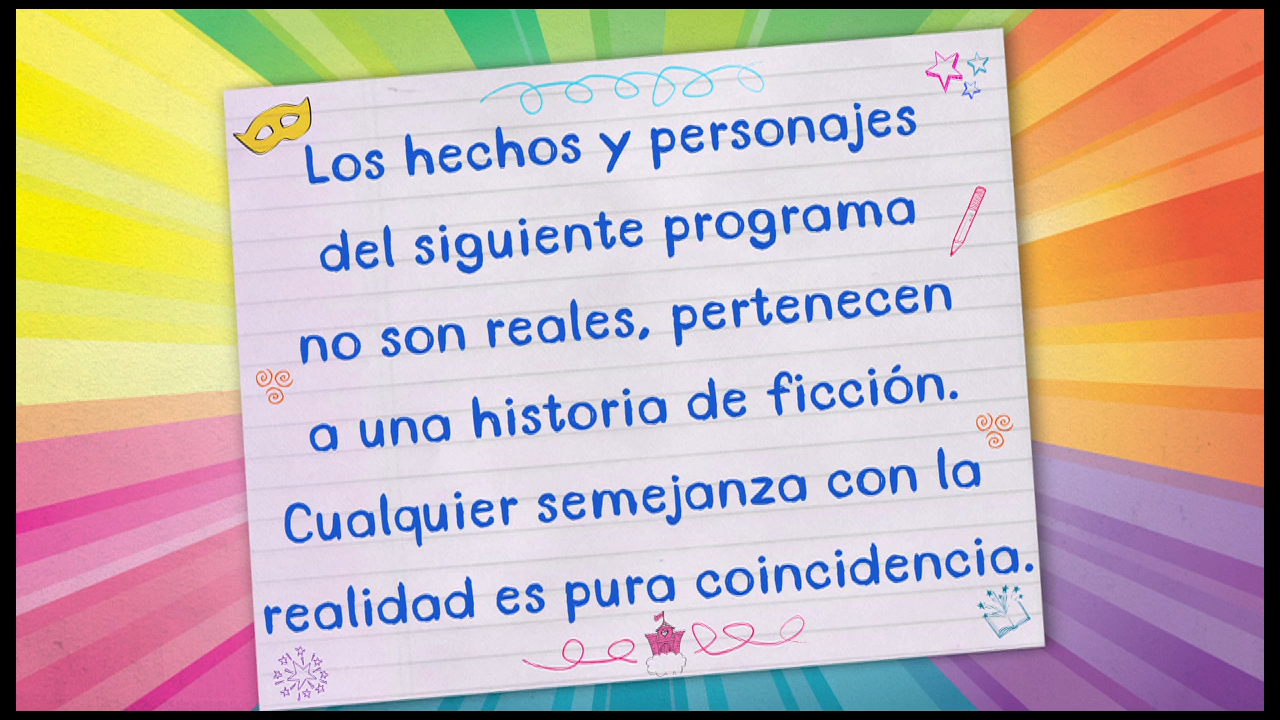 Los hechos y personajes
del siguiente programa
no son reales, pertenecen
a una historia de ficción.
Cualquier semejanza con la
realidad es pura coincidencia.